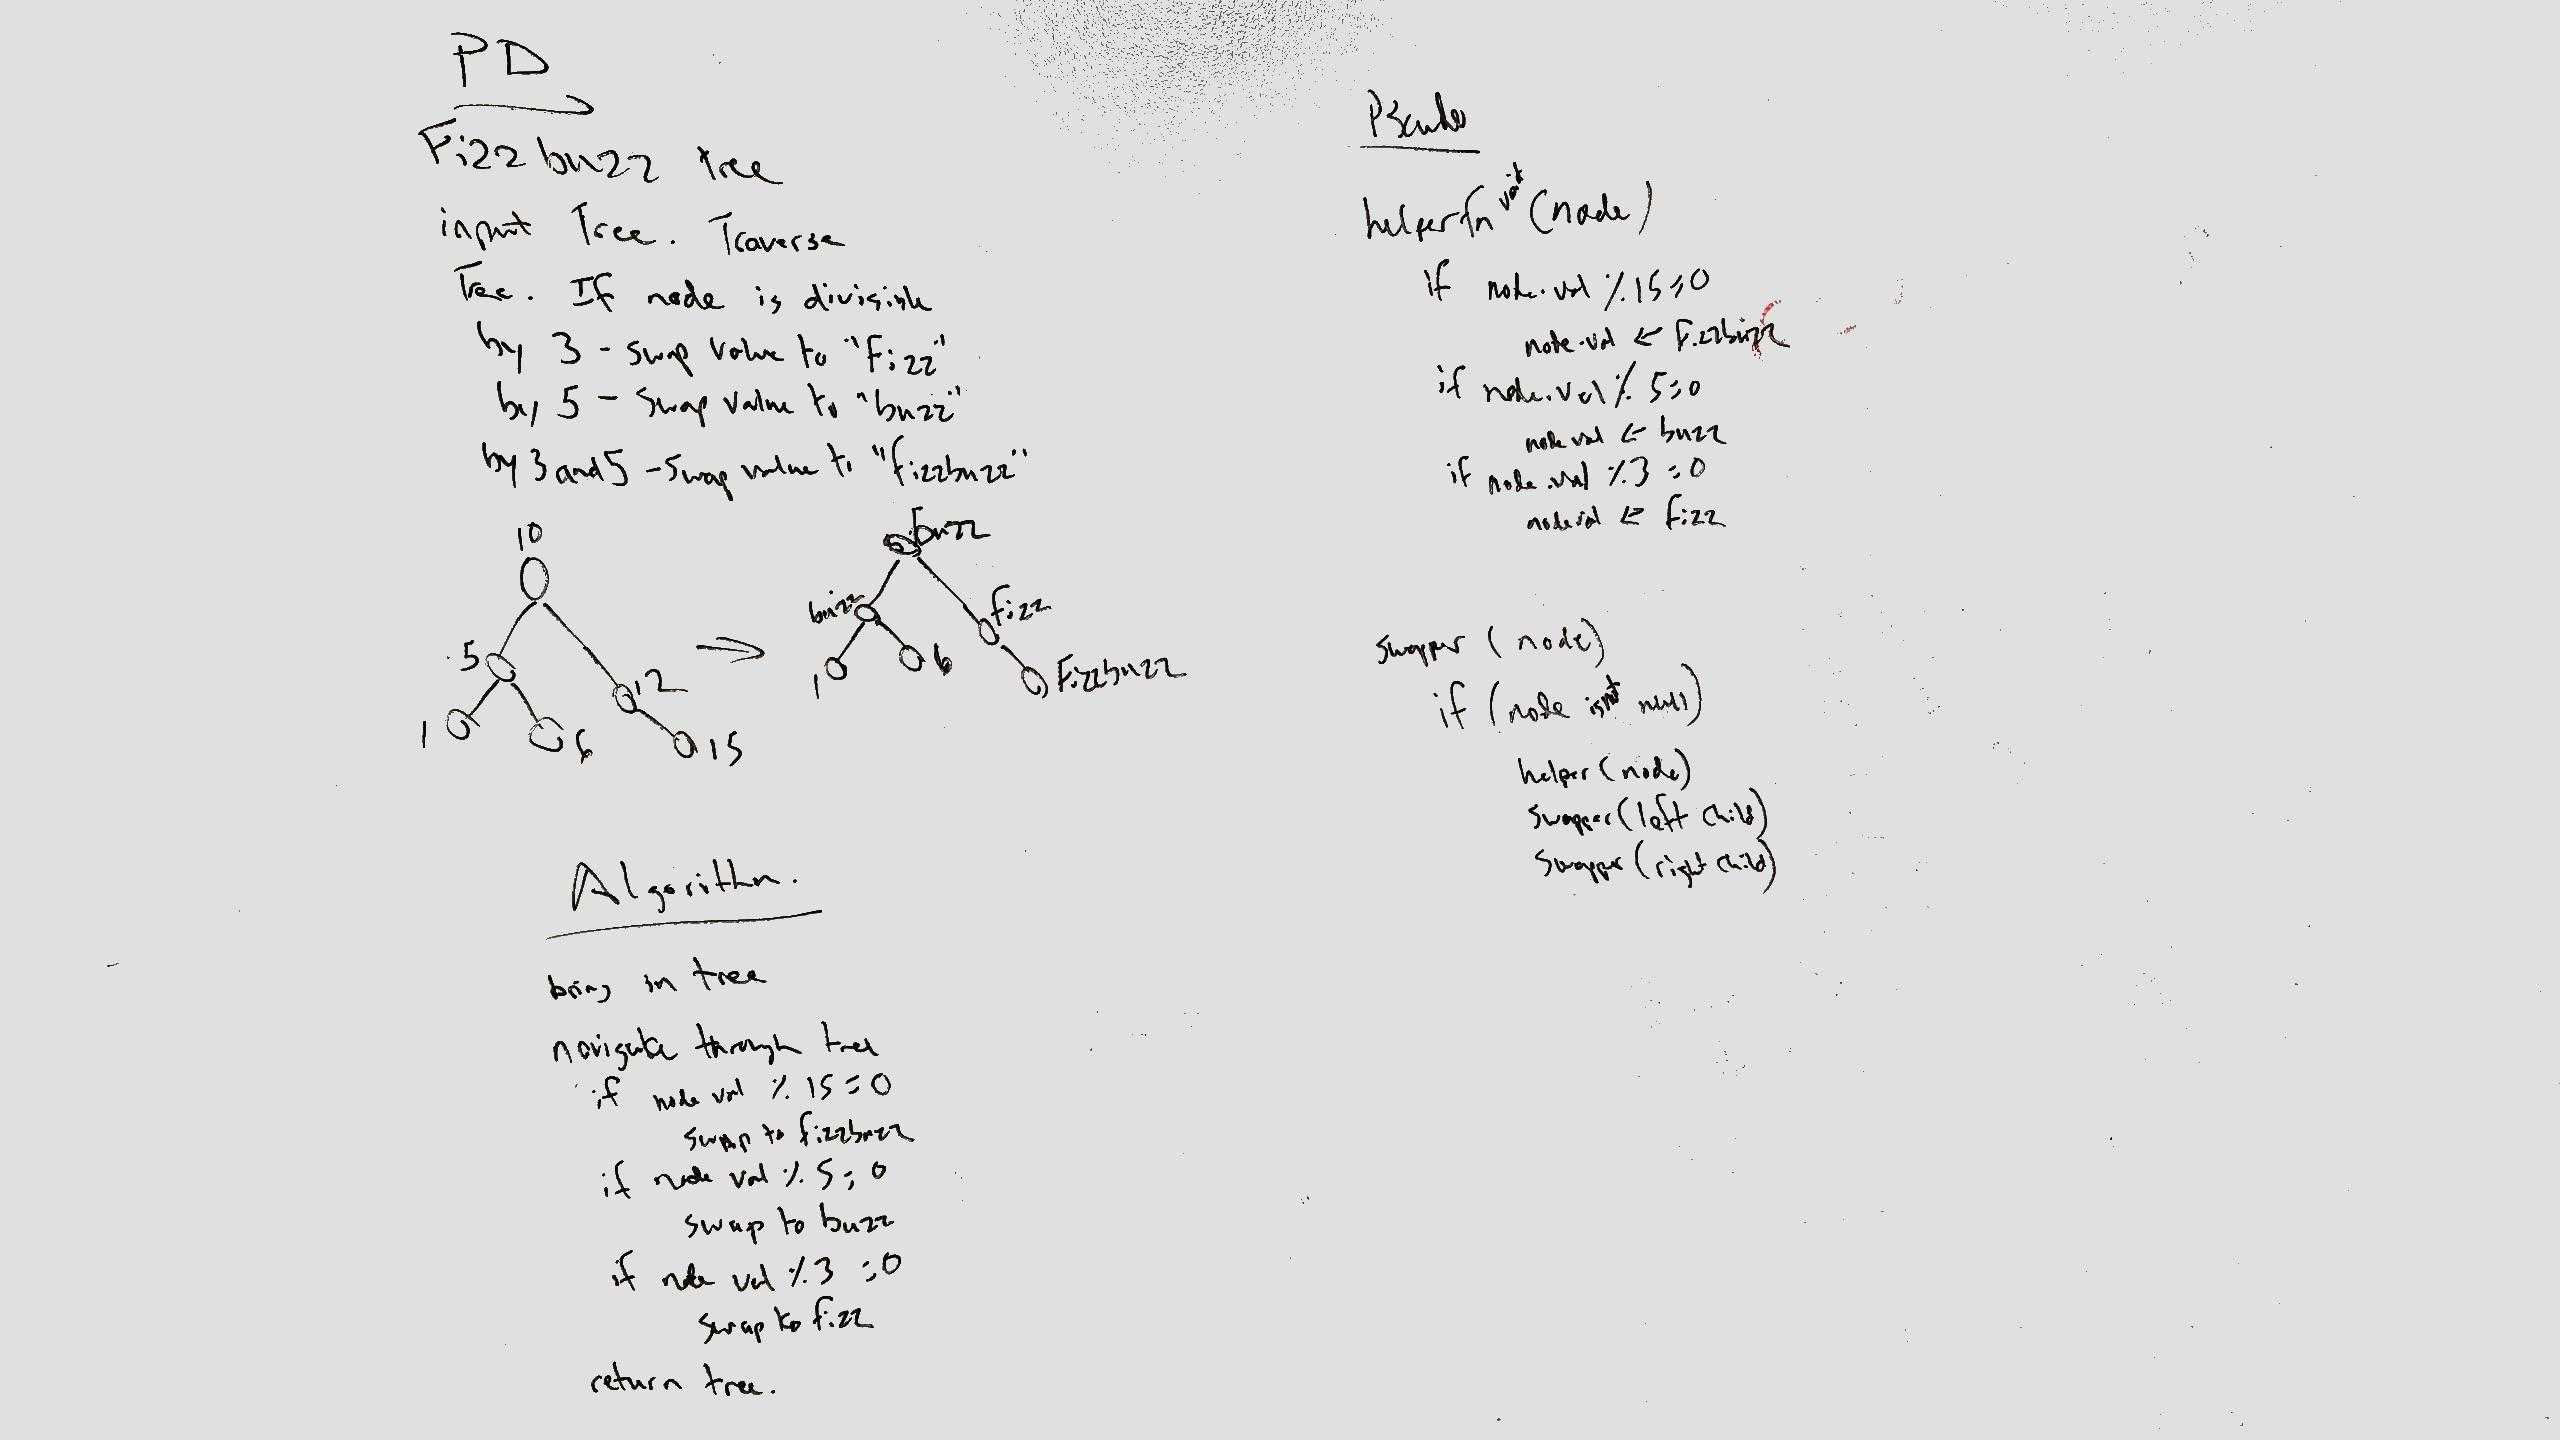 PD
Fizzbuzz tree
input Tree. Traverse
Tree. If node is divisible
by 3 - swap value to "Fizz"
by 5 - swap value to "buzz"
by 3 and 5 - swap value to "fizzbuzz"
10
5
12
1
6
15
buzz
buzz
fizz
1
6
Fizzbuzz
Algorithm.
bring in tree
navigate through tree
if node val % 15 = 0
swap to fizzbuzz
if node val % 5 = 0
swap to buzz
if node val % 3 = 0
swap to fizz
return tree.
Pseudo
helperfn (node)
if node.val % 15 = 0
node.val ← Fizzbuzz
if node.val % 5 = 0
node val ← buzz
if node.val % 3 = 0
node val ← fizz
swapper (node)
if (node isnot null)
helper (node)
swapper (left child)
swapper (right child)